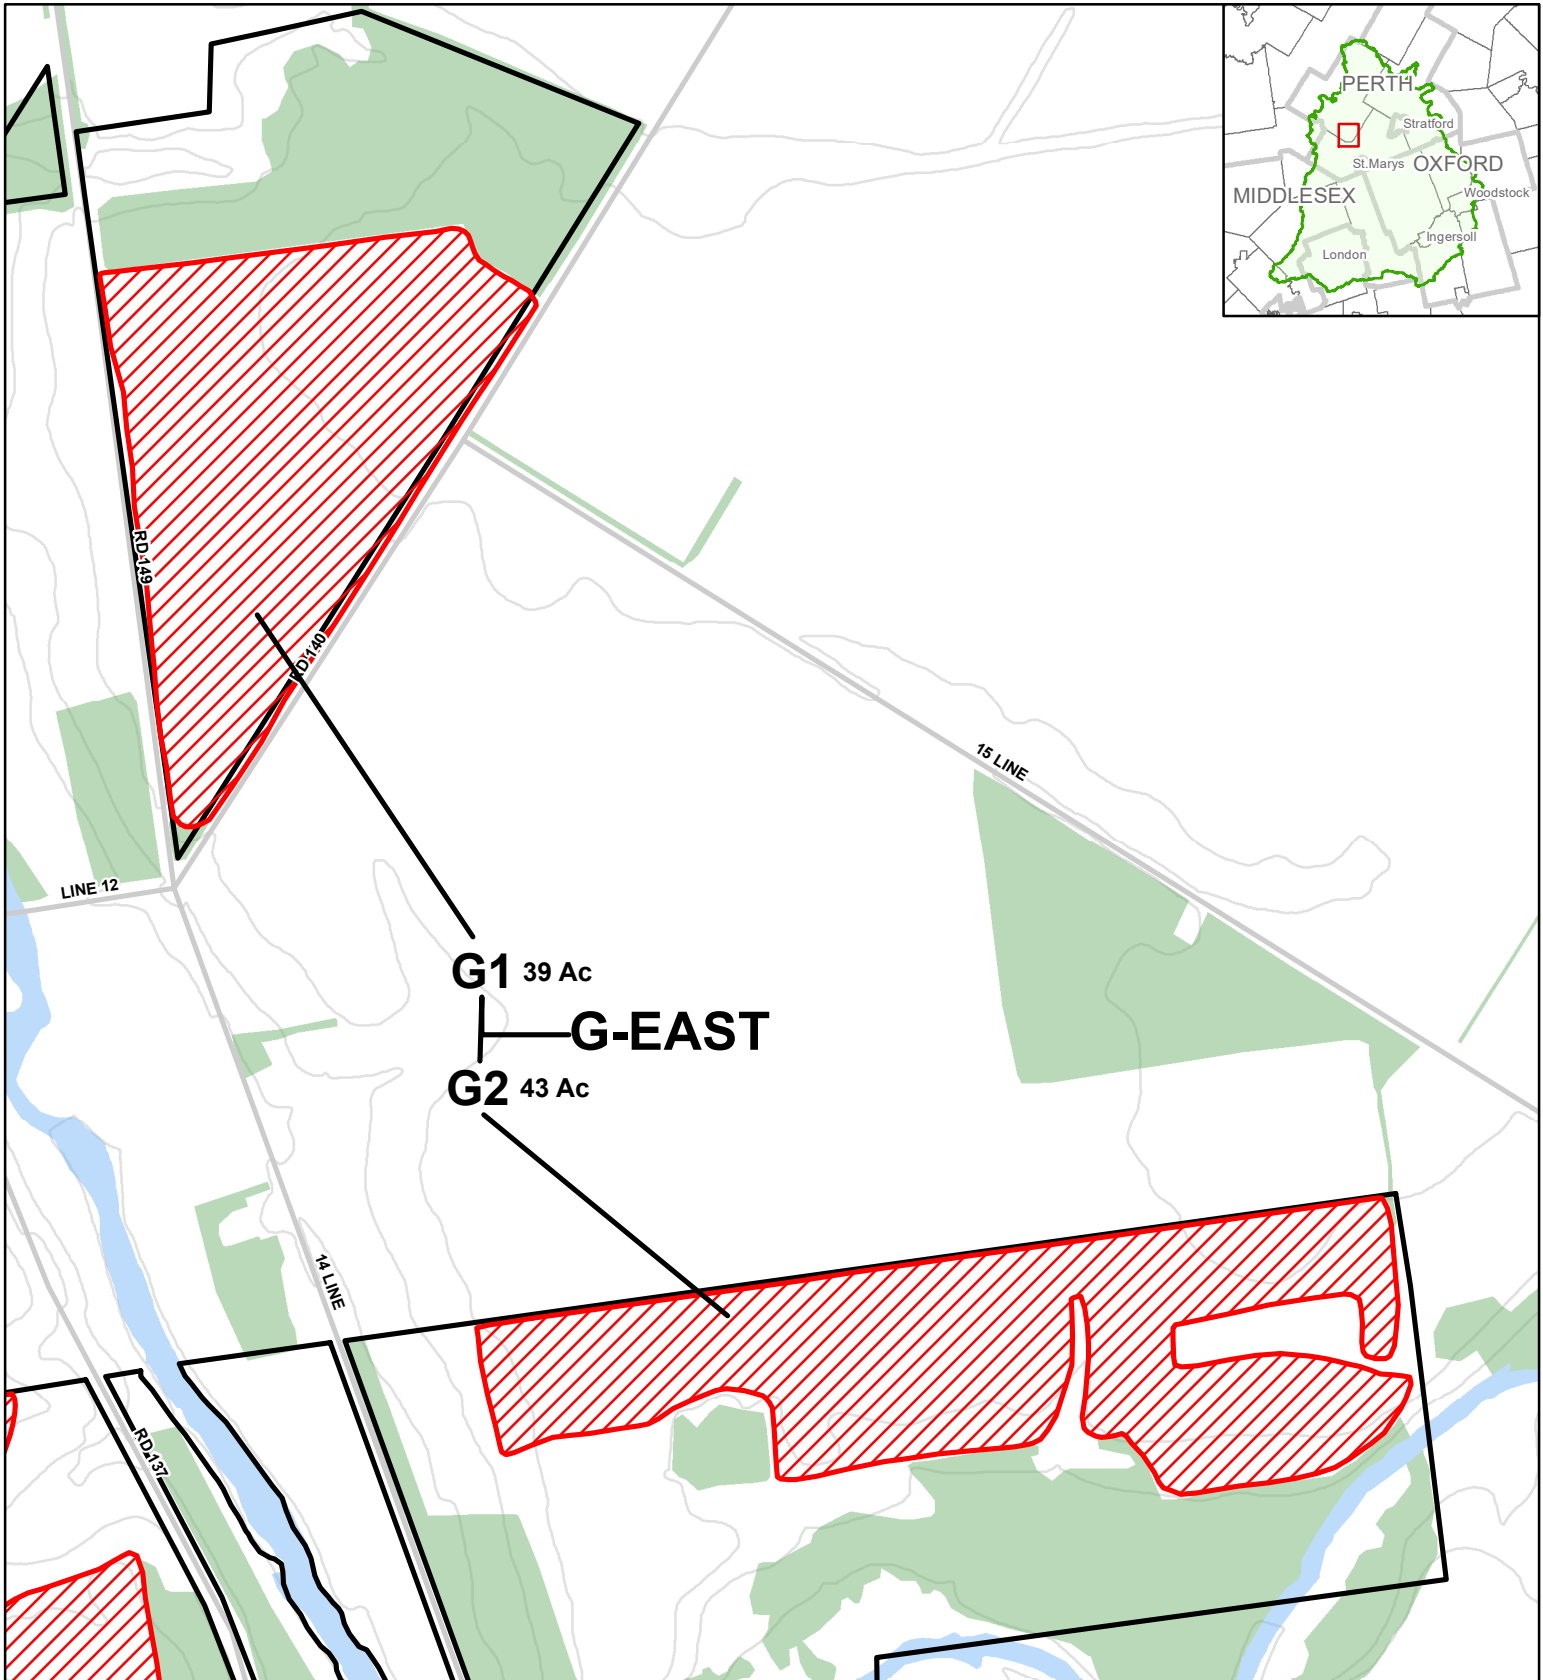 PERTH
Stratford
St.Marys
OXFORD
MIDDLESEX
Woodstock
Ingersoll
London
RD 149
RD 140
15 LINE
LINE 12
G1 39 Ac
G-EAST
G2 43 Ac
14 LINE
RD 137